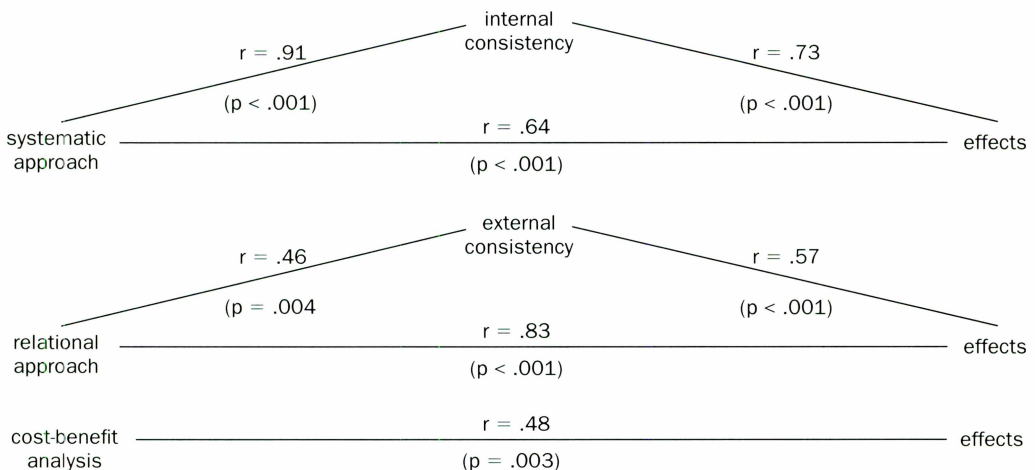 internal
consistency
r = .91
r = .73
(p < .001)
(p < .001)
r = .64
systematic
approach
effects
(p < .001)
external
consistency
r = .46
r = .57
(p = .004
(p < .001)
r = .83
relational
approach
effects
(p < .001)
r = .48
cost-benefit
analysis
effects
(p = .003)